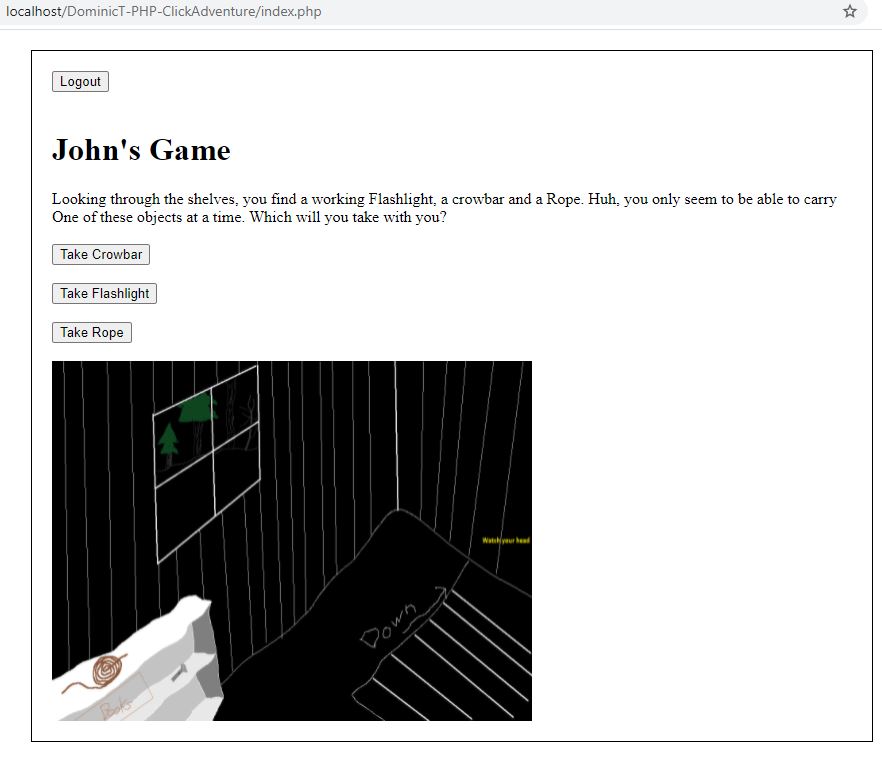 localhost/DominicT-PHP-ClickAdventure/index.php
Logout
John's Game
Looking through the shelves, you find a working Flashlight, a crowbar and a Rope. Huh, you only seem to be able to carry
One of these objects at a time. Which will you take with you?
Take Crowbar
Take Flashlight
Take Rope
Watch your head
Down
Books